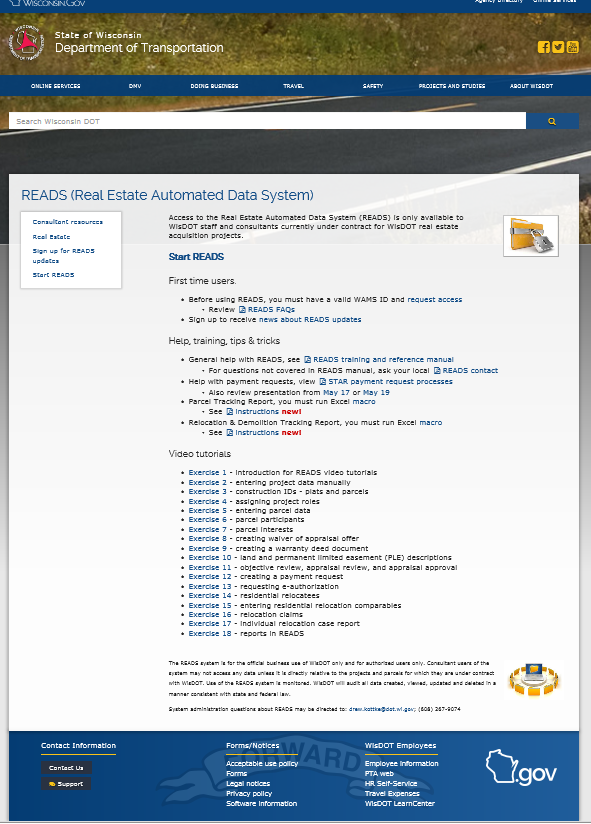 WISCONSIN.GOV
Agency Directory Online Services
State of Wisconsin
Department of Transportation
ONLINE SERVICES DMV DOING BUSINESS TRAVEL SAFETY PROJECTS AND STUDIES ABOUT WISDOT
Search Wisconsin DOT
READS (Real Estate Automated Data System)
Consultant resources
Real Estate
Sign up for READS
updates
Start READS
Access to the Real Estate Automated Data System (READS) is only available to
WisDOT staff and consultants currently under contract for WisDOT real estate
acquisition projects.
Start READS
First time users.
• Before using READS, you must have a valid WAMS ID and request access
• Review READS FAQs
• Sign up to receive news about READS updates
Help, training, tips & tricks
• General help with READS, see READS training and reference manual
• For questions not covered in READS manual, ask your local READS contact
• Help with payment requests, view STAR payment request processes
• Also review presentation from May 17 or May 19
• Parcel Tracking Report, you must run Excel macro
• See instructions new!
• Relocation & Demolition Tracking Report, you must run Excel macro
• See instructions new!
Video tutorials
• Exercise 1 - introduction for READS video tutorials
• Exercise 2 - entering project data manually
• Exercise 3 - construction IDs - plats and parcels
• Exercise 4 - assigning project roles
• Exercise 5 - entering parcel data
• Exercise 6 - parcel participants
• Exercise 7 - parcel interests
• Exercise 8 - creating waiver of appraisal offer
• Exercise 9 - creating a warranty deed document
• Exercise 10 - land and permanent limited easement (PLE) descriptions
• Exercise 11 - objective review, appraisal review, and appraisal approval
• Exercise 12 - creating a payment request
• Exercise 13 - requesting e-authorization
• Exercise 14 - residential relocatees
• Exercise 15 - entering residential relocation comparables
• Exercise 16 - relocation claims
• Exercise 17 - individual relocation case report
• Exercise 18 - reports in READS
The READS system is for the official business use of WisDOT only and for authorized users only. Consultant users of the
system may not access any data unless it is directly relative to the projects and parcels for which they are under contract
with WisDOT. Use of the READS system is monitored. WisDOT will audit all data created, viewed, updated and deleted in a
manner consistent with state and federal law.
System administration questions about READS may be directed to: drew.kottke@dot.wi.gov; (608) 267-9074
FORWARD
Contact Information
Contact Us
Support
Forms/Notices
Acceptable use policy
Forms
Legal notices
Privacy policy
Software information
WisDOT Employees
Employee information
PTA web
HR Self-Service
Travel Expenses
WisDOT LearnCenter
.gov